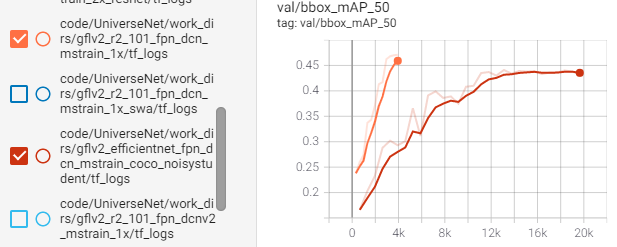 train_2x_resnet/tf_logs
code/UniverseNet/work_di
rs/gflv2_r2_101_fpn_dcn_
mstrain_1x/tf_logs
code/UniverseNet/work_di
rs/gflv2_r2_101_fpn_dcn_
mstrain_1x_swa/tf_logs
code/UniverseNet/work_di
rs/gflv2_efficientnet_fpn_d
cn_mstrain_coco_noisystu
dent/tf_logs
code/UniverseNet/work_di
rs/gflv2_r2_101_fpn_dcnv2
_mstrain_1x/tf_logs
val/bbox_mAP_50
tag: val/bbox_mAP_50
0.45
0.4
0.35
0.3
0.25
0.2
0
4k
8k
12k
16k
20k